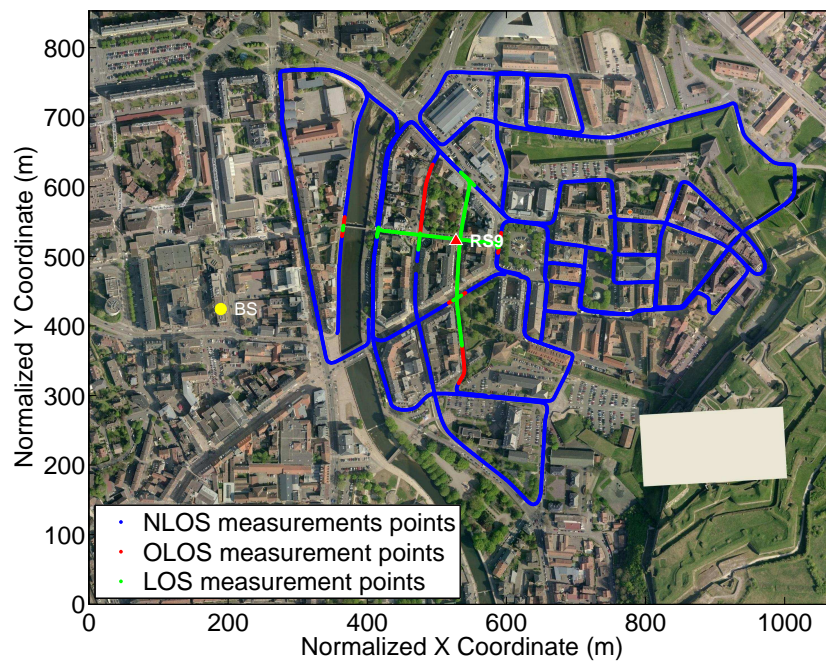 Normalized Y Coordinate (m)
800
700
600
500
400
300
200
100
0
RS9
BS
NLOS measurements points
OLOS measurement points
LOS measurement points
0
200
400
600
800
1000
Normalized X Coordinate (m)